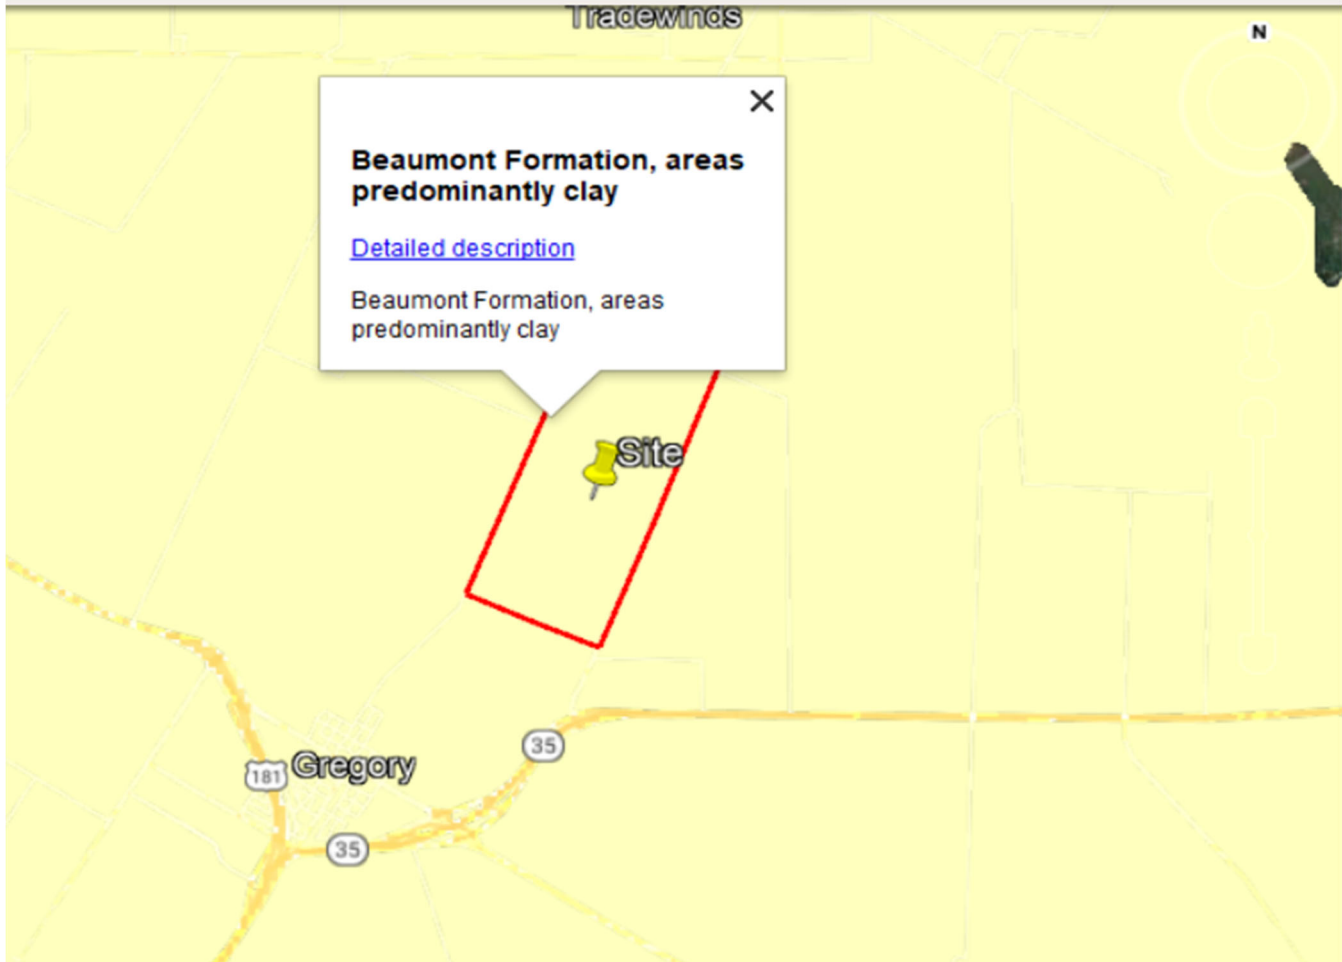 Tradewinds
N
Beaumont Formation, areas
predominantly clay
Detailed description
Beaumont Formation, areas
predominantly clay
Site
35
181
Gregory
35